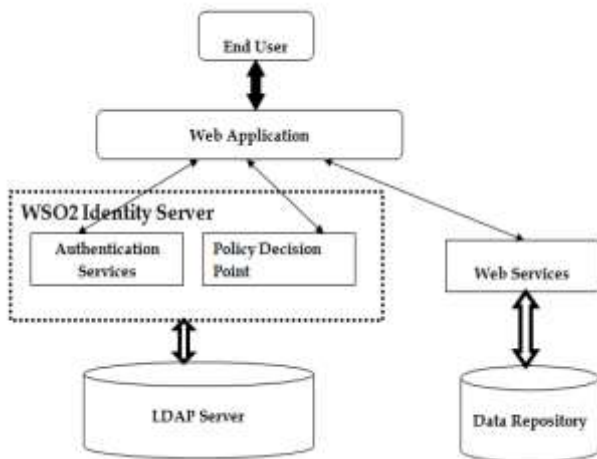 End User
Web Application
WSO2 Identity Server
Authentication
Services
Policy Decision
Point
Web Services
LDAP Server
Data Repository